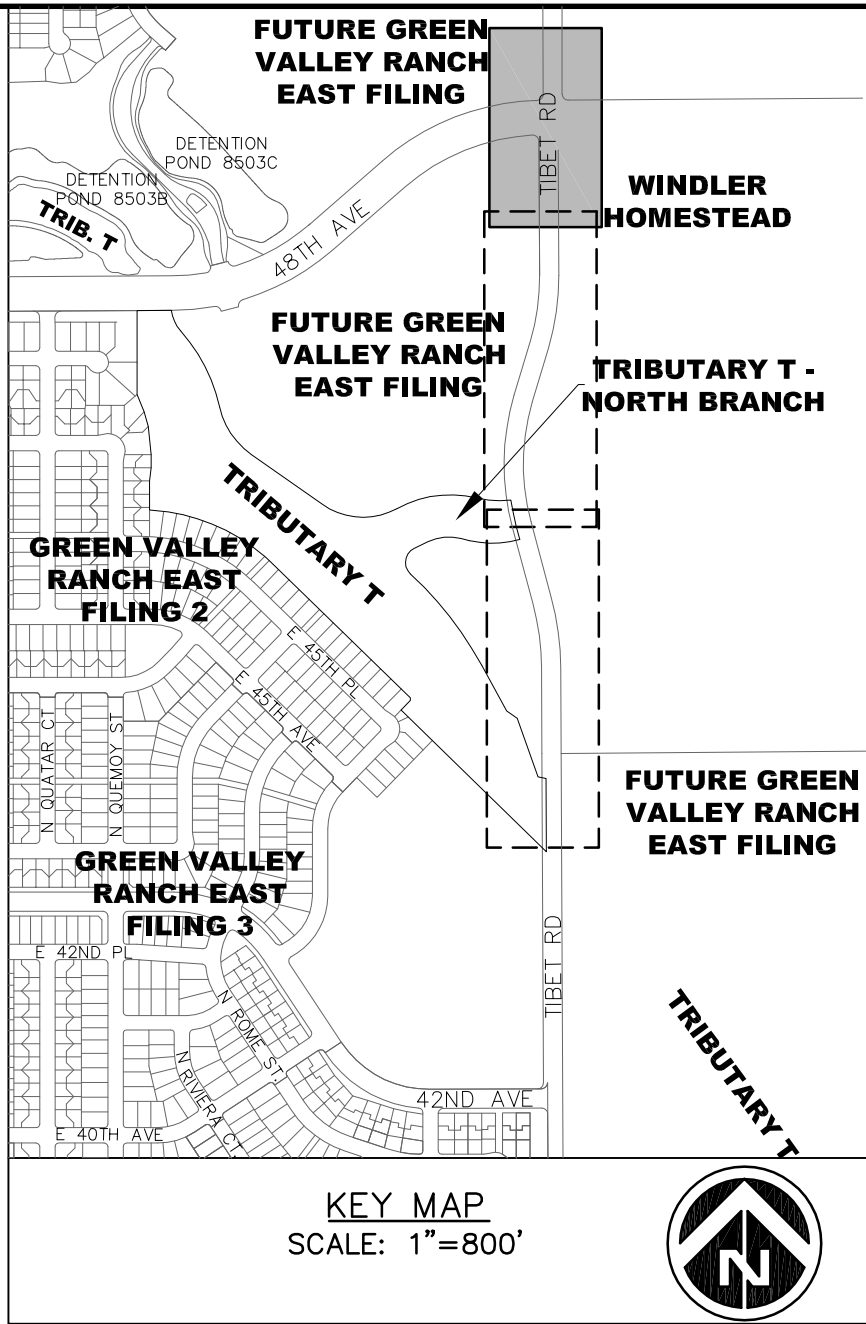 FUTURE GREEN
VALLEY RANCH
EAST FILING
TIBET RD
DETENTION
POND 8503C
DETENTION
POND 8503B
TRIB. T
WINDLER
HOMESTEAD
48TH AVE
FUTURE GREEN
VALLEY RANCH
EAST FILING
TRIBUTARY T -
NORTH BRANCH
TRIBUTARY T
GREEN VALLEY
RANCH EAST
FILING 2
E 45TH PL
E 45TH AVE
N QUATAR CT
N QUEMOY ST
FUTURE GREEN
VALLEY RANCH
EAST FILING
GREEN VALLEY
RANCH EAST
FILING 3
E 42ND PL
TIBET RD
N ROME ST.
N RIVIERA CT.
TRIBUTARY T
42ND AVE
E 40TH AVE
KEY MAP
SCALE: 1"=800'
N